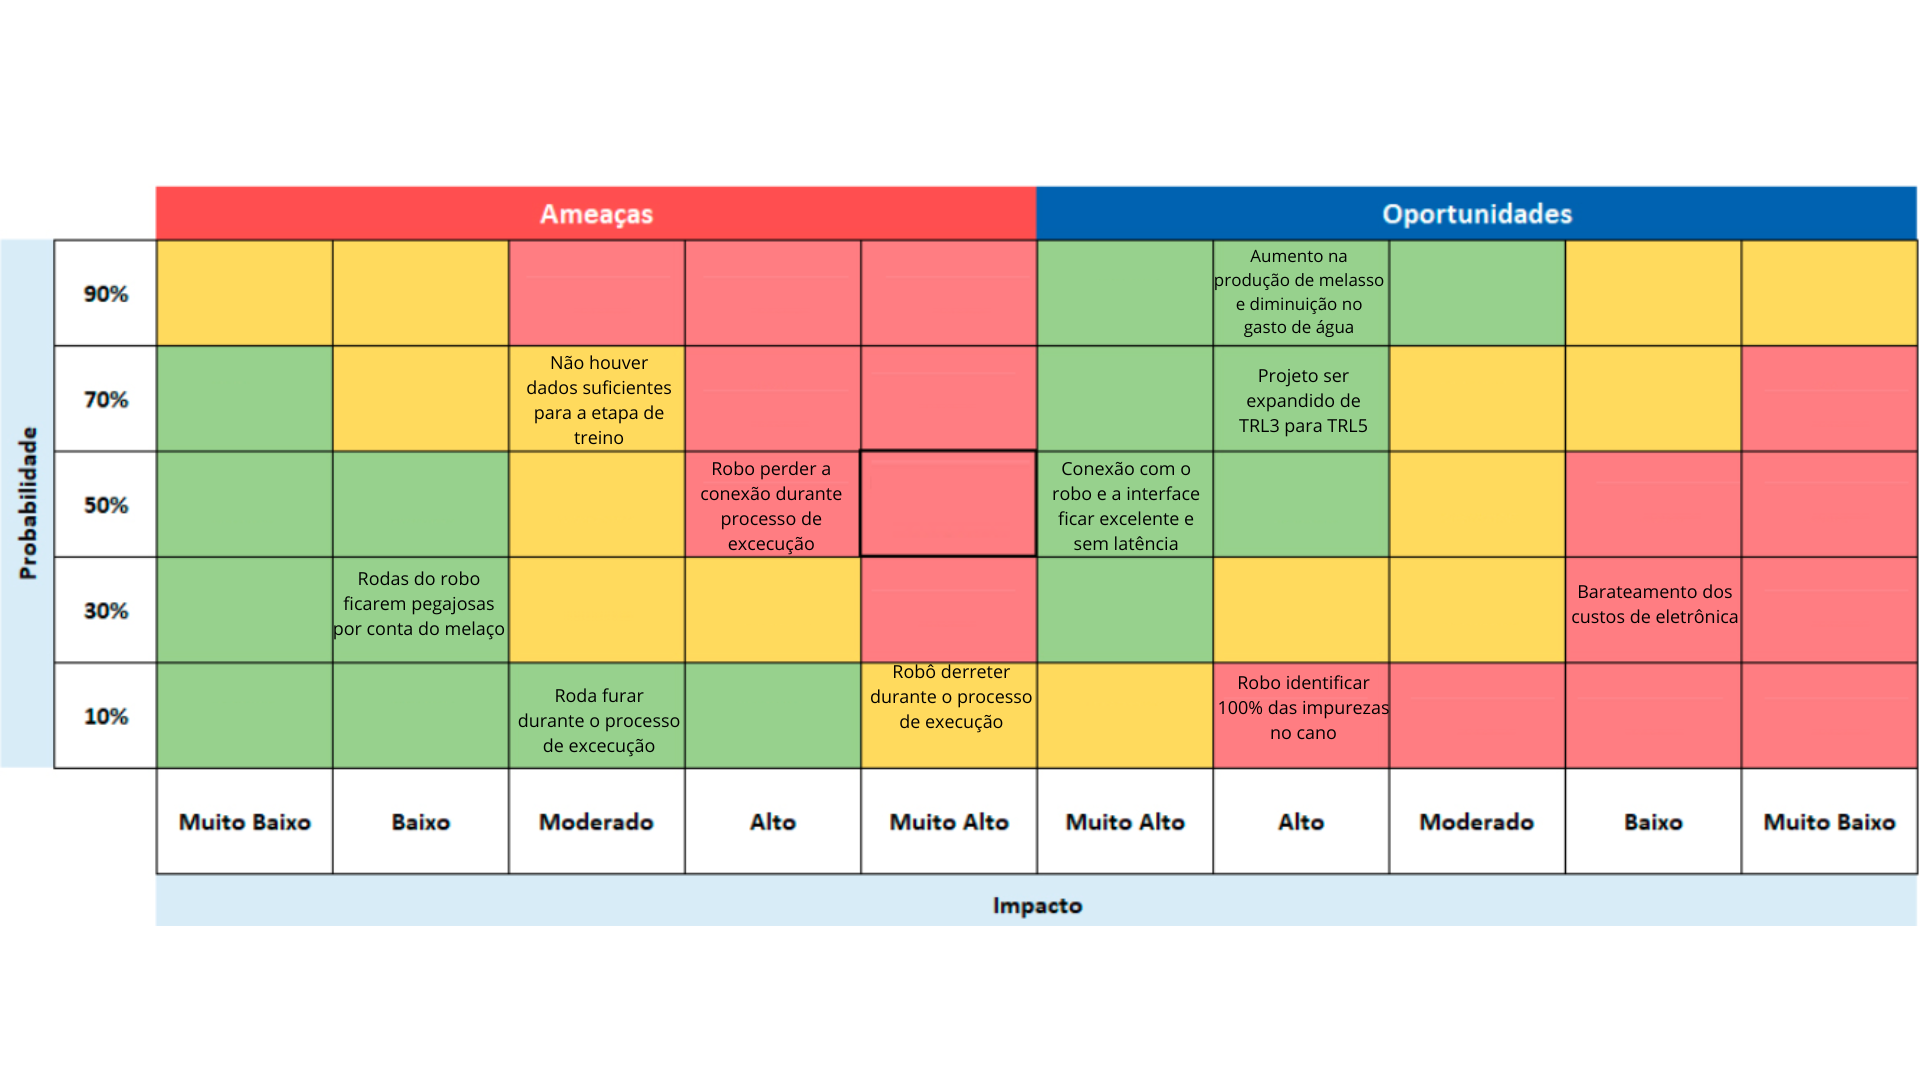 Ameaças
Oportunidades
Probabilidade
90%
Aumento na
produção de melasso
e diminuição no
gasto de água
70%
Não houver
dados suficientes
para a etapa de
treino
Projeto ser
expandido de
TRL3 para TRL5
50%
Robo perder a
conexão durante
processo de
excecução
Conexão com o
robo e a interface
ficar excelente e
sem latência
30%
Rodas do robo
ficarem pegajosas
por conta do melaço
Barateamento dos
custos de eletrônica
10%
Roda furar
durante o processo
de excecução
Robô derreter
durante o processo
de execução
Robo identificar
100% das impurezas
no cano
Muito Baixo
Baixo
Moderado
Alto
Muito Alto
Muito Alto
Alto
Moderado
Baixo
Muito Baixo
Impacto